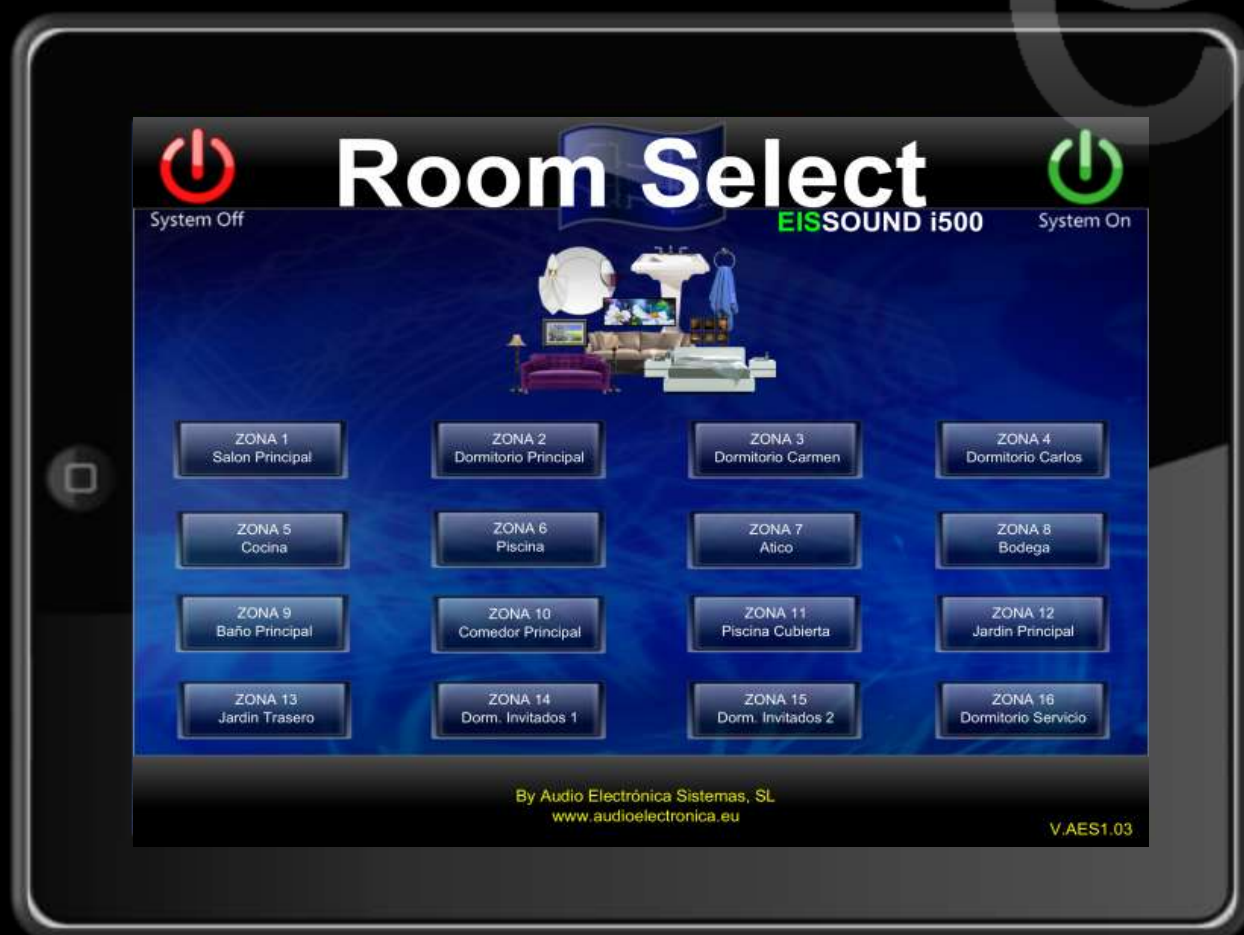 Room Select
System Off
EISSOUND i500
System On
ZONA 1
Salon Principal
ZONA 2
Dormitorio Principal
ZONA 3
Dormitorio Carmen
ZONA 4
Dormitorio Carlos
ZONA 5
Cocina
ZONA 6
Piscina
ZONA 7
Atico
ZONA 8
Bodega
ZONA 9
Baño Principal
ZONA 10
Comedor Principal
ZONA 11
Piscina Cubierta
ZONA 12
Jardin Principal
ZONA 13
Jardin Trasero
ZONA 14
Dorm. Invitados 1
ZONA 15
Dorm. Invitados 2
ZONA 16
Dormitorio Servicio
By Audio Electrónica Sistemas, SL
www.audioelectronica.eu
V.AES1.03